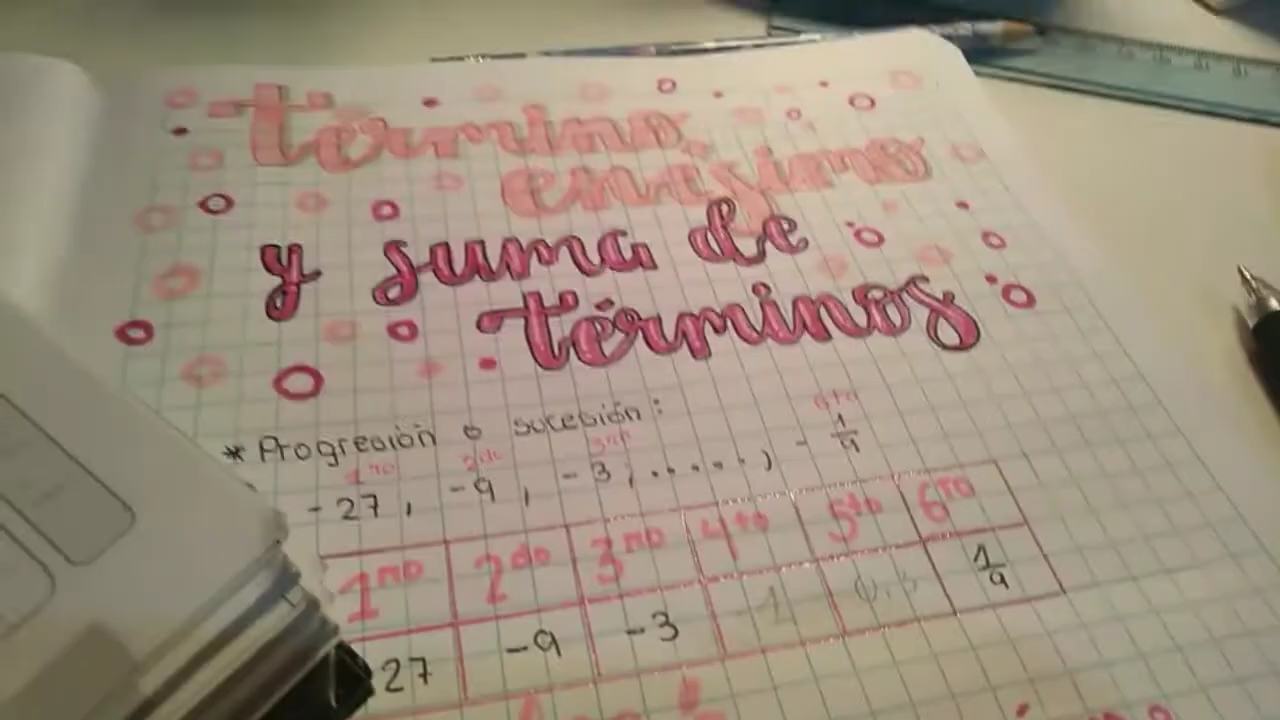 término
enésimo
y suma de
términos
* Progresión o sucesión:
1ro 2do 3ro 6to
-27, -9, -3, ......, - 1/9
1ro 2do 3ro 4to 5to 6to
27 -9 -3 -1 1/9